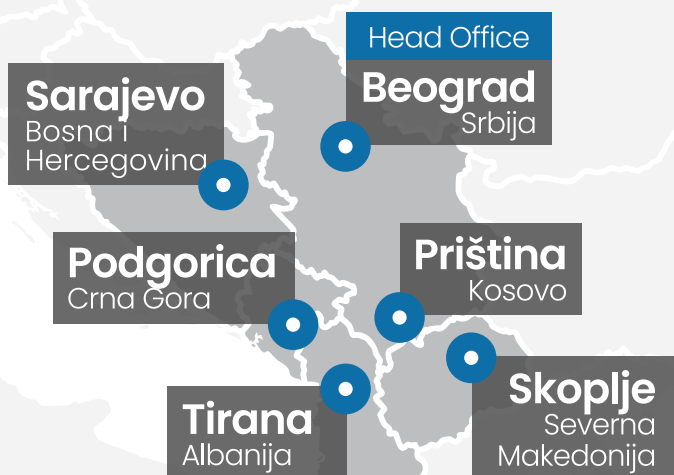 Head Office
Beograd
Srbija
Sarajevo
Bosna i
Hercegovina
Podgorica
Crna Gora
Priština
Kosovo
Tirana
Albanija
Skoplje
Severna
Makedonija